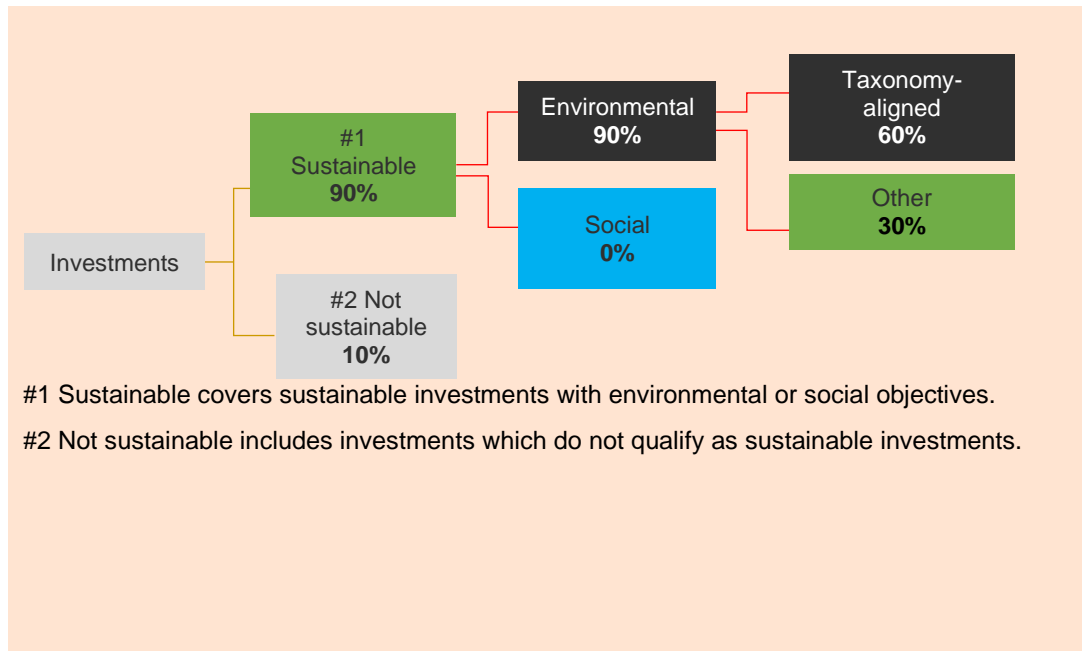 Investments
#1
Sustainable
90%
#2 Not
sustainable
10%
Environmental
90%
Social
0%
Taxonomy-
aligned
60%
Other
30%
#1 Sustainable covers sustainable investments with environmental or social objectives.
#2 Not sustainable includes investments which do not qualify as sustainable investments.